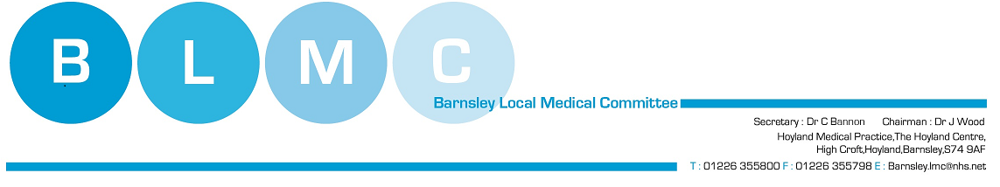 B L M C
Barnsley Local Medical Committee
Secretary : Dr C Bannon Chairman : Dr J Wood
Hoyland Medical Practice,The Hoyland Centre,
High Croft,Hoyland,Barnsley,S74 9AF
T : 01226 355800 F : 01226 355798 E : Barnsley.lmc@nhs.net